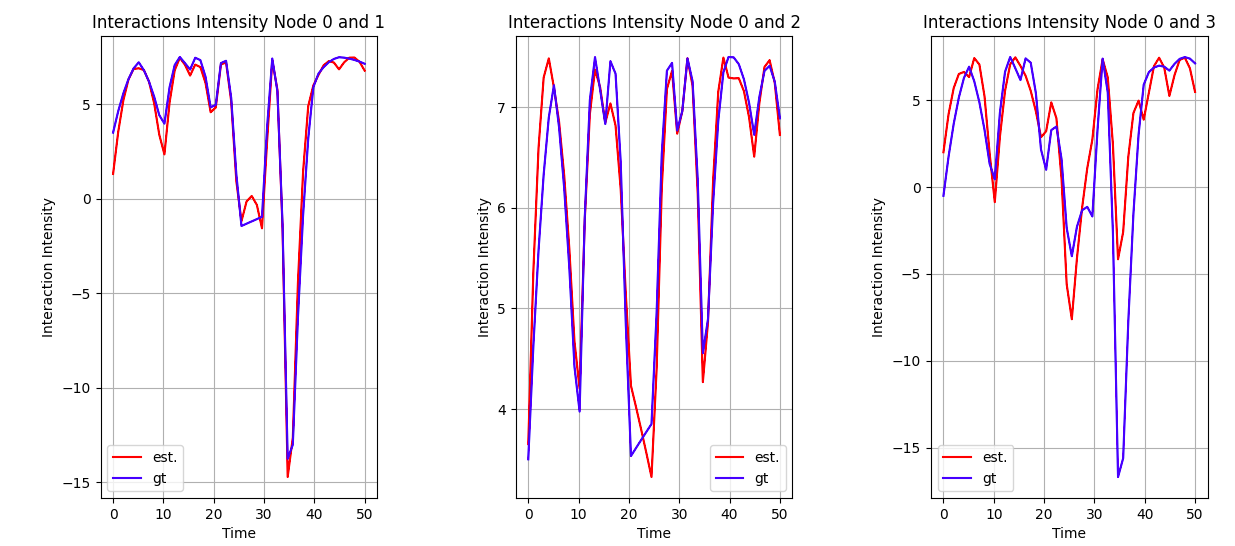 Interactions Intensity Node 0 and 1
Interaction Intensity
5
0
−5
−10
−15
est.
gt
0 10 20 30 40 50
Time
Interactions Intensity Node 0 and 2
Interaction Intensity
7
6
5
4
est.
gt
0 10 20 30 40 50
Time
Interactions Intensity Node 0 and 3
Interaction Intensity
5
0
−5
−10
−15
est.
gt
0 10 20 30 40 50
Time